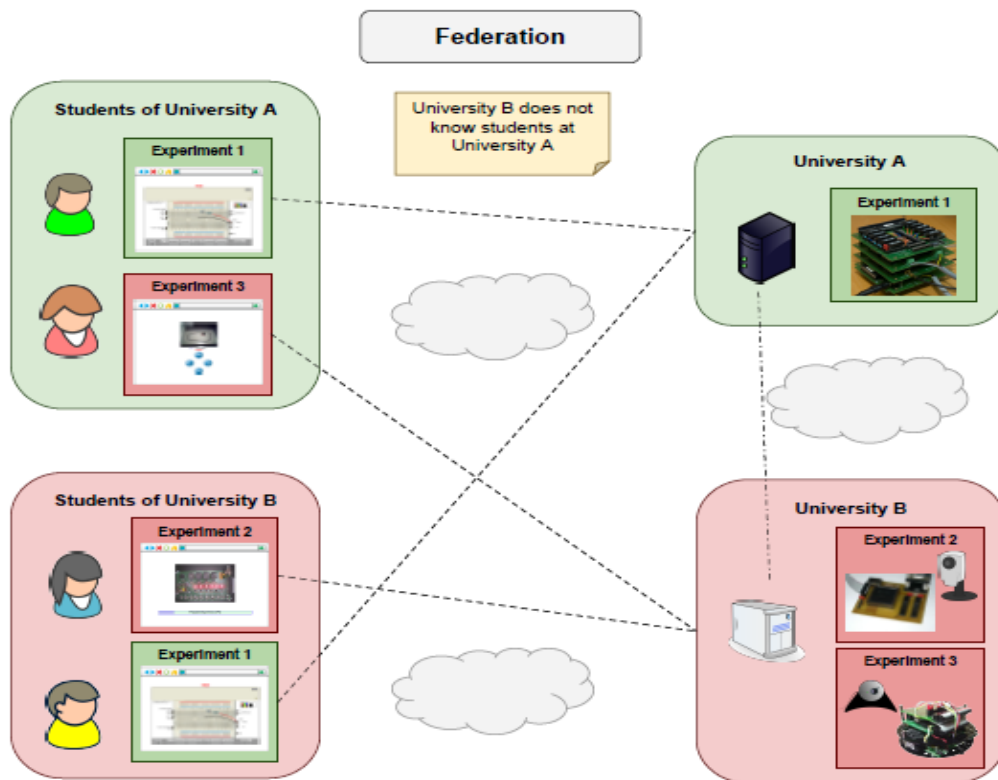 Federation
Students of University A
University B does not
know students at
University A
Experiment 1
University A
Experiment 1
Experiment 3
Students of University B
University B
Experiment 2
Experiment 2
Experiment 1
Experiment 3